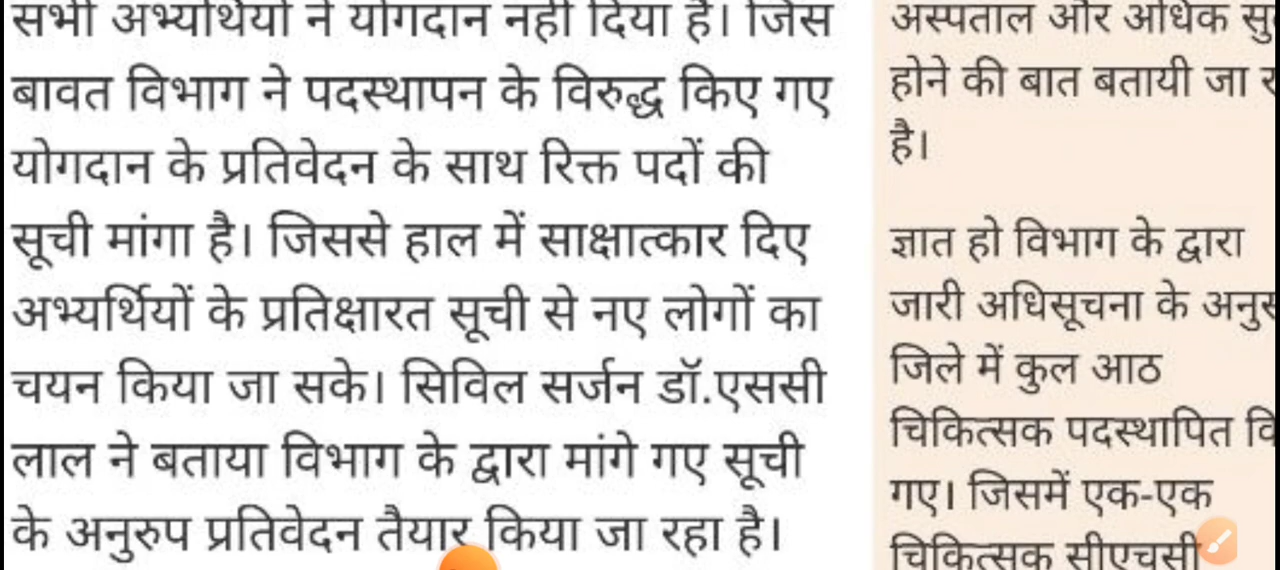 सभी अभ्यर्थियों ने योगदान नहीं दिया है। जिस
बावत विभाग ने पदस्थापन के विरुद्ध किए गए
योगदान के प्रतिवेदन के साथ रिक्त पदों की
सूची मांगा है। जिससे हाल में साक्षात्कार दिए
अभ्यर्थियों के प्रतिक्षारत सूची से नए लोगों का
चयन किया जा सके। सिविल सर्जन डॉ.एससी
लाल ने बताया विभाग के द्वारा मांगे गए सूची
के अनुरुप प्रतिवेदन तैयार किया जा रहा है।
अस्पताल और अधिक
होने की बात बतायी जा
है।
ज्ञात हो विभाग के द्वारा
जारी अधिसूचना के
जिले में कुल आठ
चिकित्सक पदस्थापित
गए। जिसमें एक-एक
चिकित्सक सीएचसी